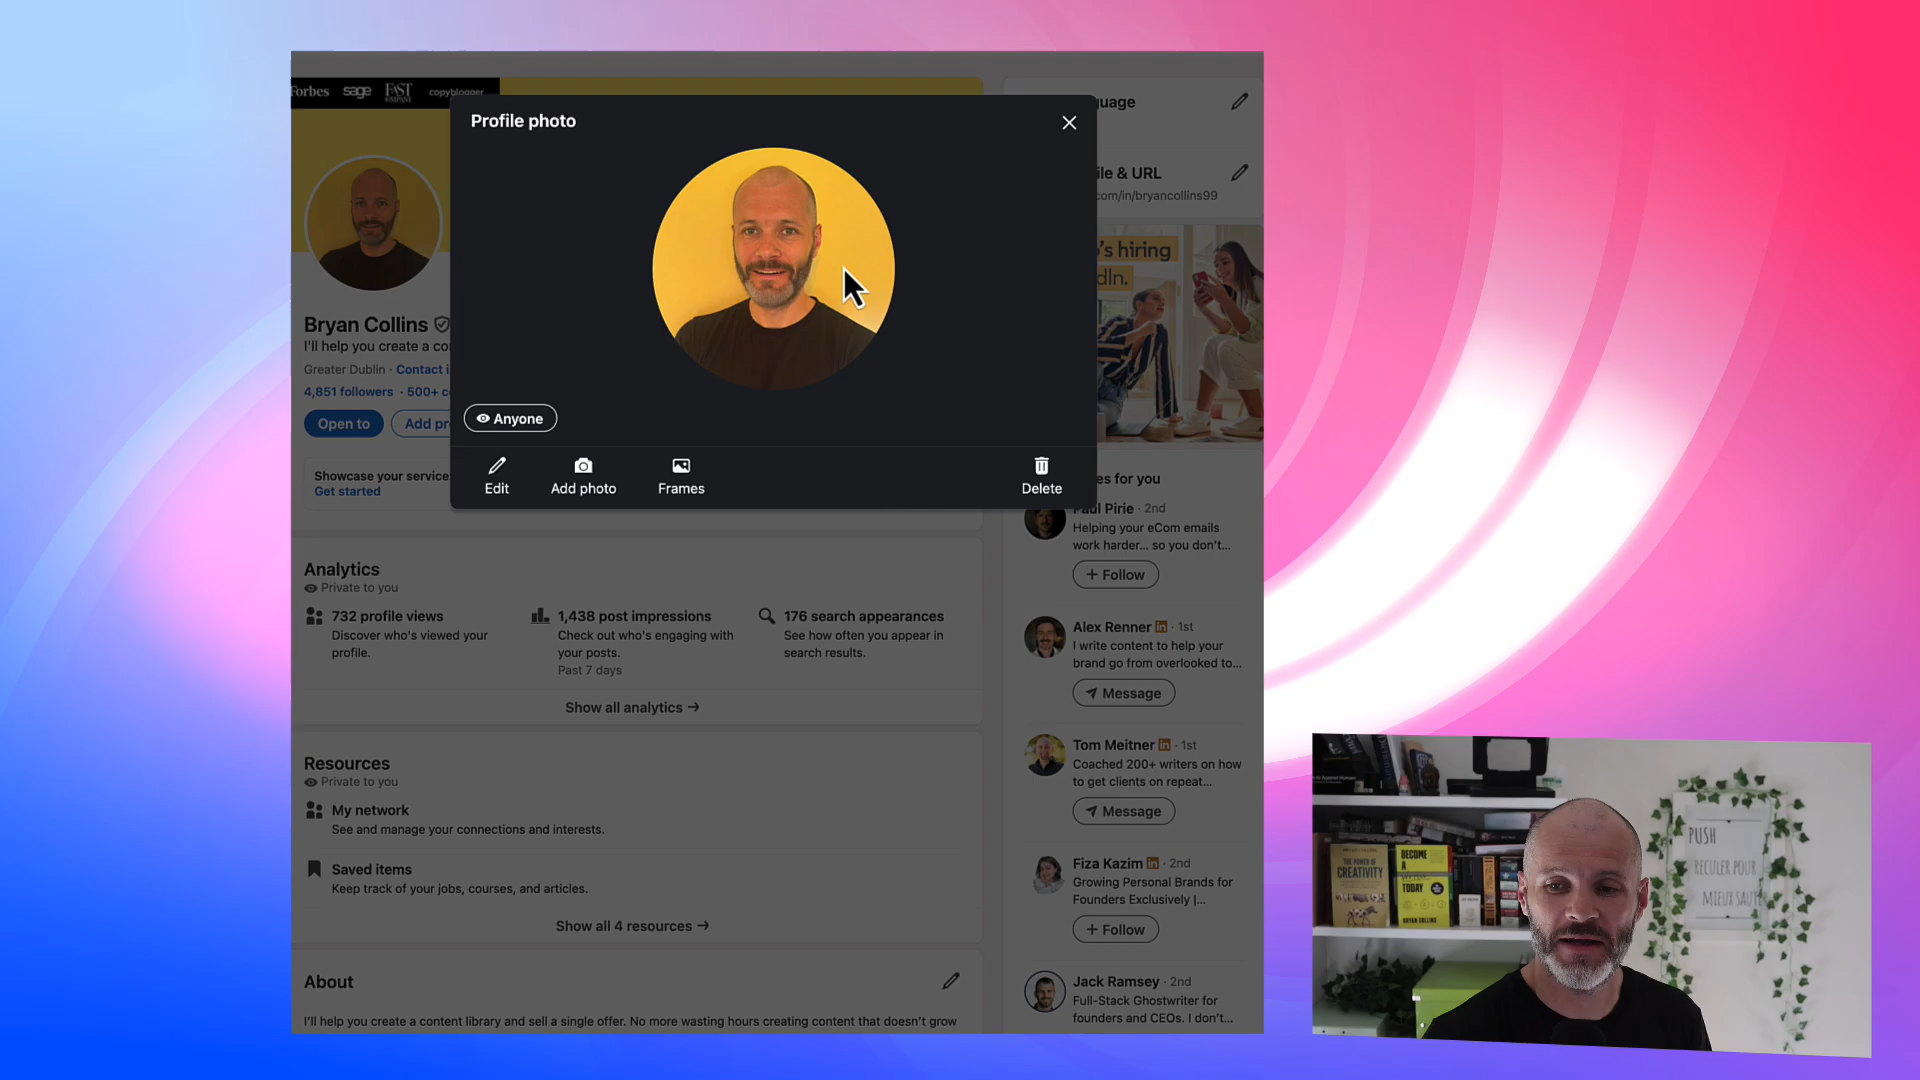 Forbes sage FAST COMPANY copyblogger
Profile photo
Anyone
Edit
Add photo
Frames
Delete
Bryan Collins
I'll help you create a co
Greater Dublin · Contact i
4,851 followers · 500+ c
Open to
Add pr
Showcase your service
Get started
Analytics
Private to you
732 profile views
Discover who's viewed your
profile.
1,438 post impressions
Check out who's engaging with
your posts.
Past 7 days
176 search appearances
See how often you appear in
search results.
Show all analytics →
Resources
Private to you
My network
See and manage your connections and interests.
Saved items
Keep track of your jobs, courses, and articles.
Show all 4 resources →
About
I'll help you create a content library and sell a single offer. No more wasting hours creating content that doesn't grow
uage
ile & URL
com/in/bryancollins99
's hiring
dIn.
es for you
Paul Pirie · 2nd
Helping your eCom emails
work harder... so you don't...
+ Follow
Alex Renner in · 1st
I write content to help your
brand go from overlooked to...
Message
Tom Meitner in · 1st
Coached 200+ writers on how
to get clients on repeat...
Message
Fiza Kazim in · 2nd
Growing Personal Brands for
Founders Exclusively |...
+ Follow
Jack Ramsey · 2nd
Full-Stack Ghostwriter for
founders and CEOs. I don't...
THE POWER OF
CREATIVITY
BECOME
A
TODAY
BRYAN COLLINS
PUSH
RECULER POUR
MIEUX SAUT